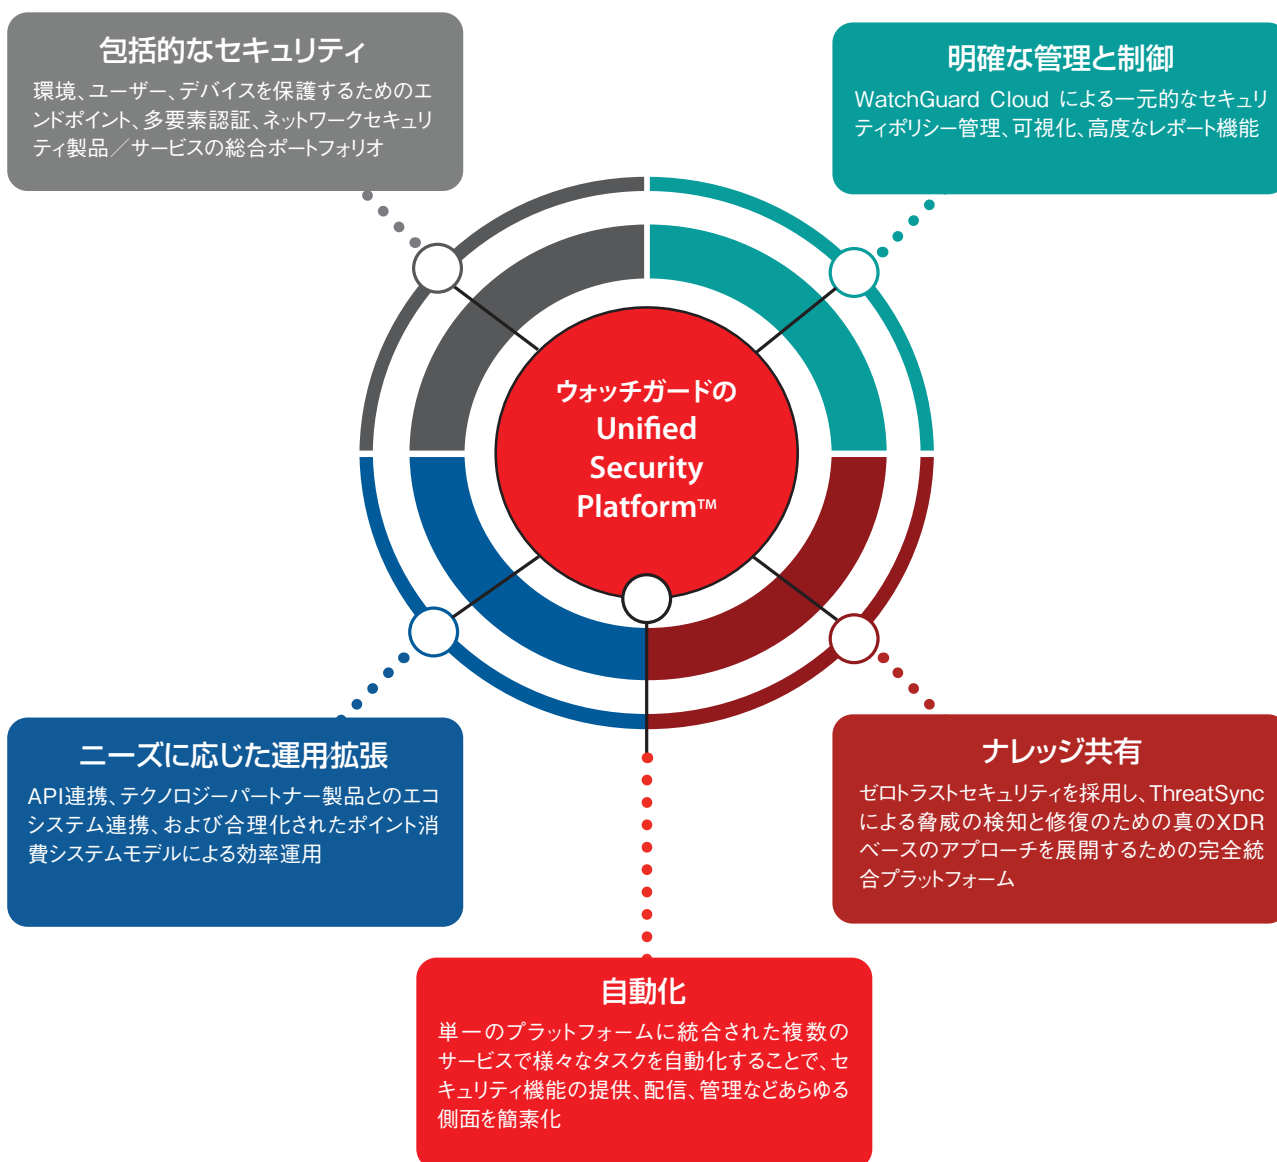 包括的なセキュリティ
環境、ユーザー、デバイスを保護するためのエ
ンドポイント、多要素認証、ネットワークセキュリ
ティ製品／サービスの総合ポートフォリオ
明確な管理と制御
WatchGuard Cloud による一元的なセキュリ
ティポリシー管理、可視化、高度なレポート機能
ウォッチガードの
Unified
Security
Platform™
ニーズに応じた運用拡張
API連携、テクノロジーパートナー製品とのエコ
システム連携、および合理化されたポイント消
費システムモデルによる効率運用
ナレッジ共有
ゼロトラストセキュリティを採用し、ThreatSync
による脅威の検知と修復のための真のXDR
ベースのアプローチを展開するための完全統
合プラットフォーム
自動化
単一のプラットフォームに統合された複数の
サービスで様々なタスクを自動化することで、セ
キュリティ機能の提供、配信、管理などあらゆる
側面を簡素化